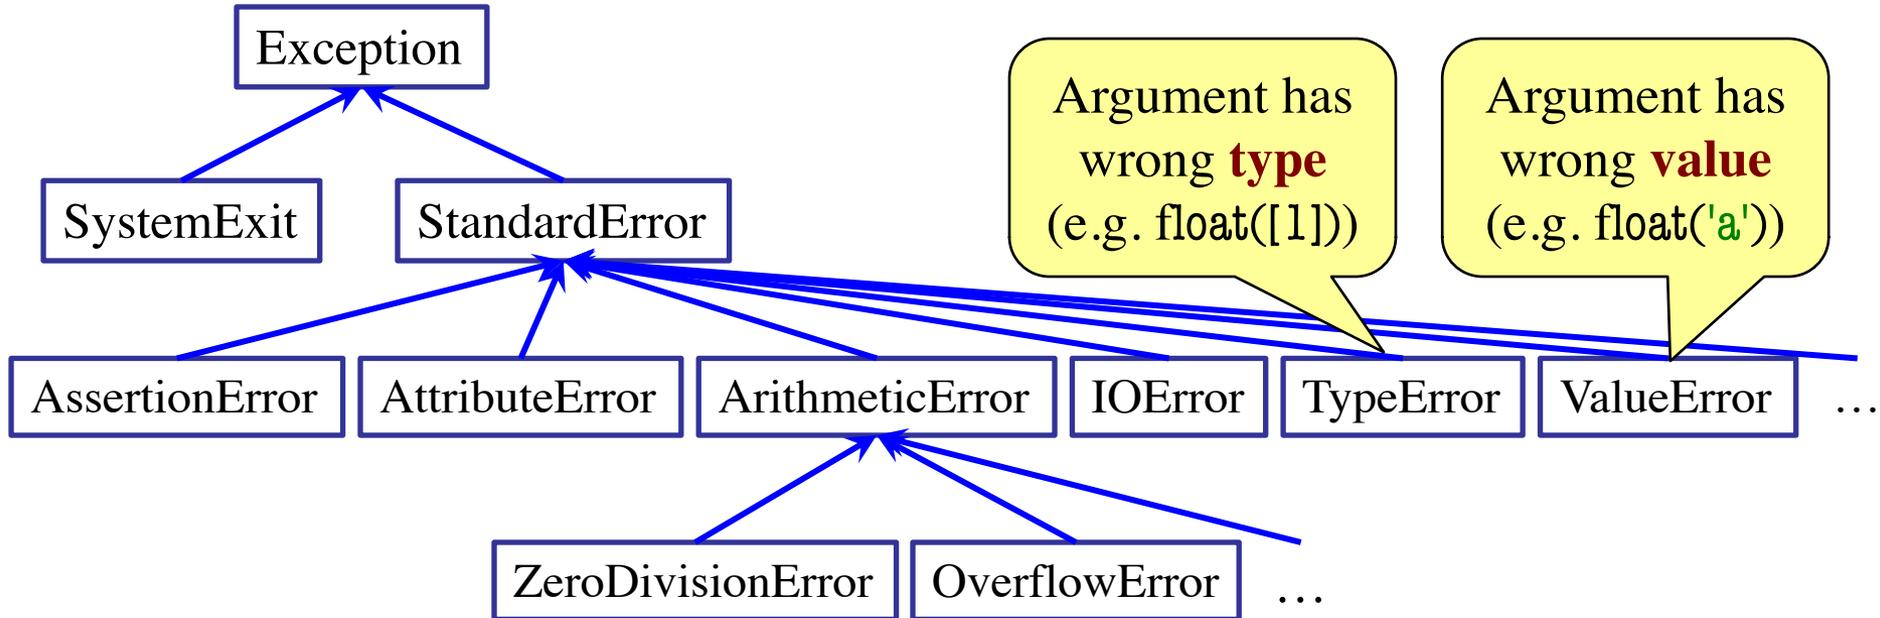 Exception
Argument has
wrong type
(e.g. float([1]))
Argument has
wrong value
(e.g. float('a'))
SystemExit
StandardError
AssertionError
AttributeError
ArithmeticError
IOError
TypeError
ValueError
…
ZeroDivisionError
OverflowError
…